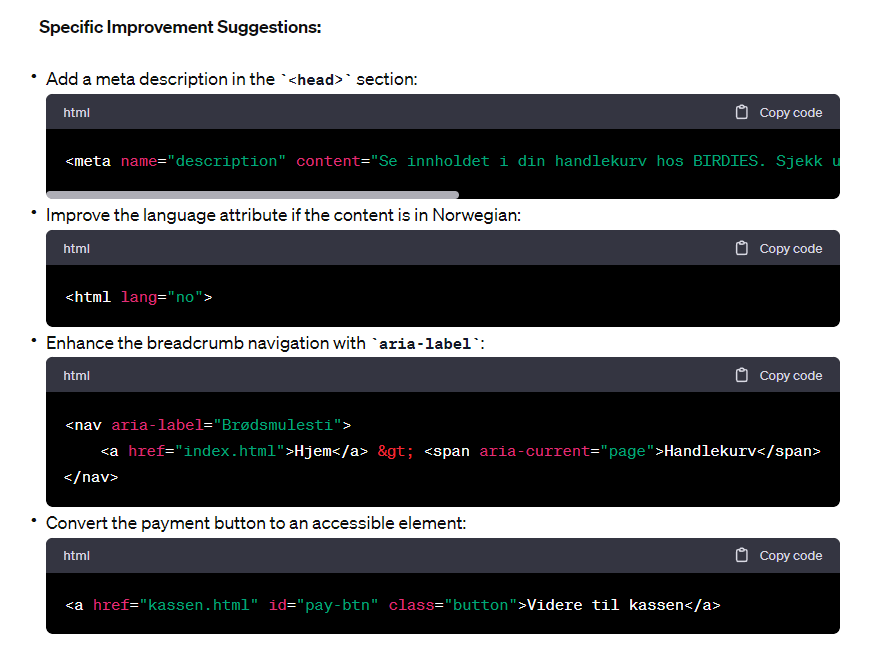 Specific Improvement Suggestions:
• Add a meta description in the `<head>` section:
html Copy code
<meta name="description" content="Se innholdet i din handlekurv hos BIRDIES. Sjekk u
• Improve the language attribute if the content is in Norwegian:
html Copy code
<html lang="no">
• Enhance the breadcrumb navigation with `aria-label`:
html Copy code
<nav aria-label="Brødsmulesti">
    <a href="index.html">Hjem</a> &gt; <span aria-current="page">Handlekurv</span>
</nav>
• Convert the payment button to an accessible element:
html Copy code
<a href="kassen.html" id="pay-btn" class="button">Videre til kassen</a>